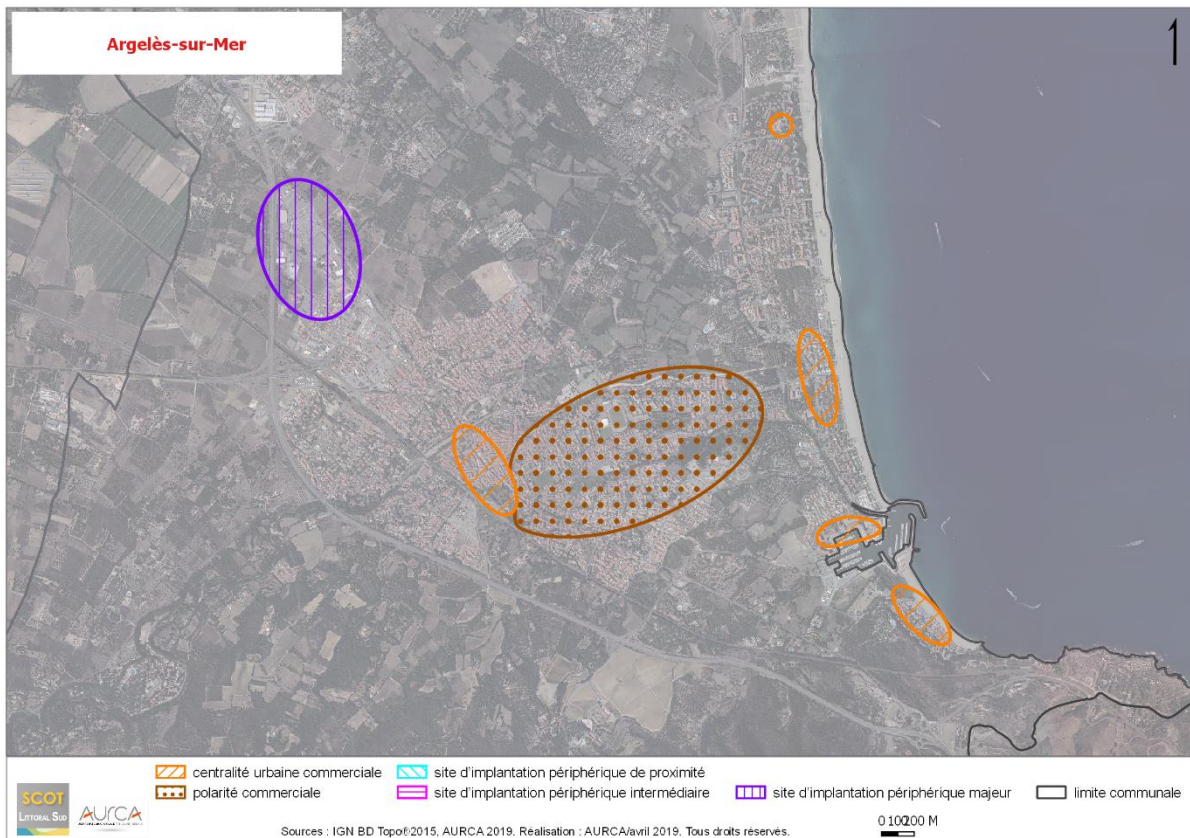 Argelès-sur-Mer
1
centralité urbaine commerciale
site d'implantation périphérique de proximité
polarité commerciale
site d'implantation périphérique intermédiaire
site d'implantation périphérique majeur
limite communale
SCOT
LITTORAL SUD
AURCA
Sources : IGN BD Topo®2015, AURCA 2019. Réalisation : AURCA/avril 2019. Tous droits réservés.
0 100200 M